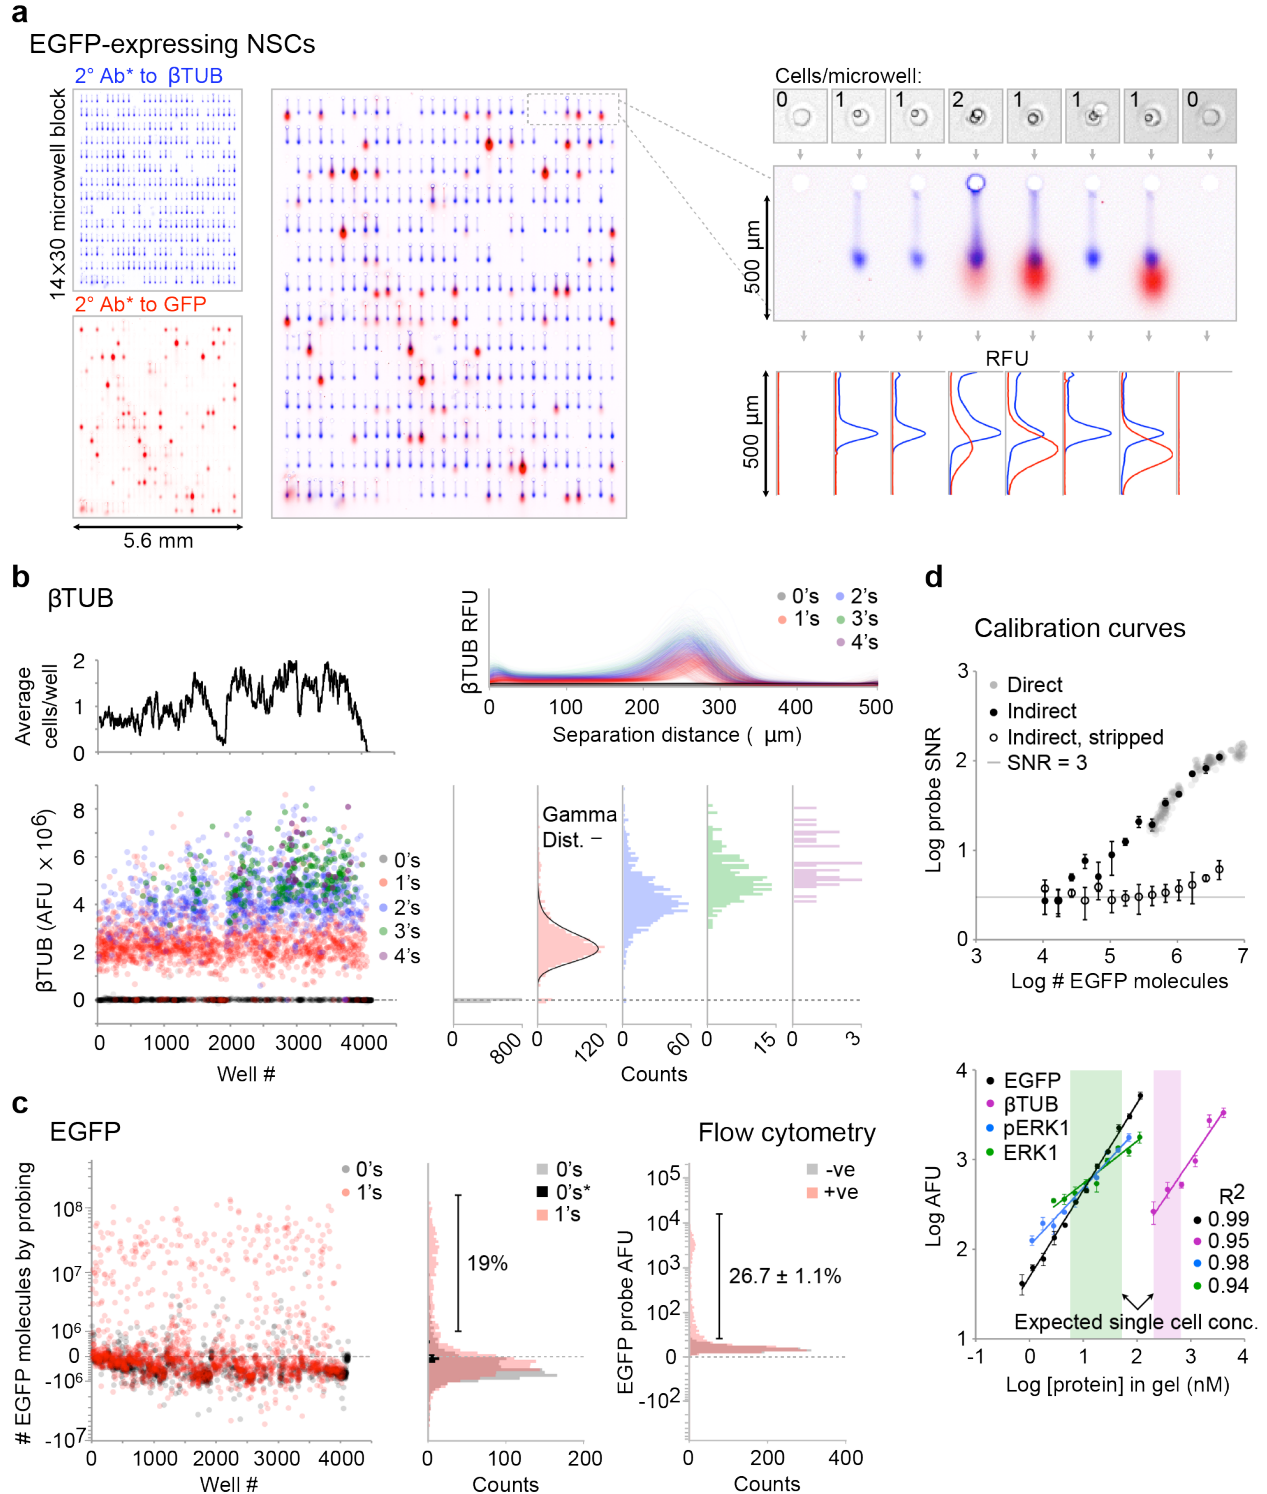 a
EGFP-expressing NSCs
2° Ab* to βTUB
14×30 microwell block
2° Ab* to GFP
5.6 mm
Cells/microwell:
0 1 1 2 1 1 1 0
500 µm
RFU
500 µm
b
βTUB
Average
cells/well
2
1
0
βTUB RFU
0's 2's
1's 3's
4's
0 100 200 300 400 500
Separation distance ( µm)
βTUB (AFU x 10⁶)
8
6
4
2
0
0's
1's
2's
3's
4's
0 1000 2000 3000 4000
Well #
Gamma
Dist. –
0 800 0 120 0 60 0 15 0 3
Counts
c
EGFP
# EGFP molecules by probing
10⁸
10⁷
10⁶
0
-10⁶
-10⁷
0's
1's
0 1000 2000 3000 4000
Well #
0's
0's*
1's
19%
0 100 200
Counts
Flow cytometry
-ve
+ve
EGFP probe AFU
10⁵
10⁴
10³
10²
0
-10²
26.7 ± 1.1%
0 200 400
Counts
d
Calibration curves
Log probe SNR
3
2
1
0
Direct
Indirect
Indirect, stripped
SNR = 3
3 4 5 6 7
Log # EGFP molecules
Log AFU
4
3
2
1
EGFP
βTUB
pERK1
ERK1
R²
0.99
0.95
0.98
0.94
Expected single cell conc.
-1 0 1 2 3 4
Log [protein] in gel (nM)